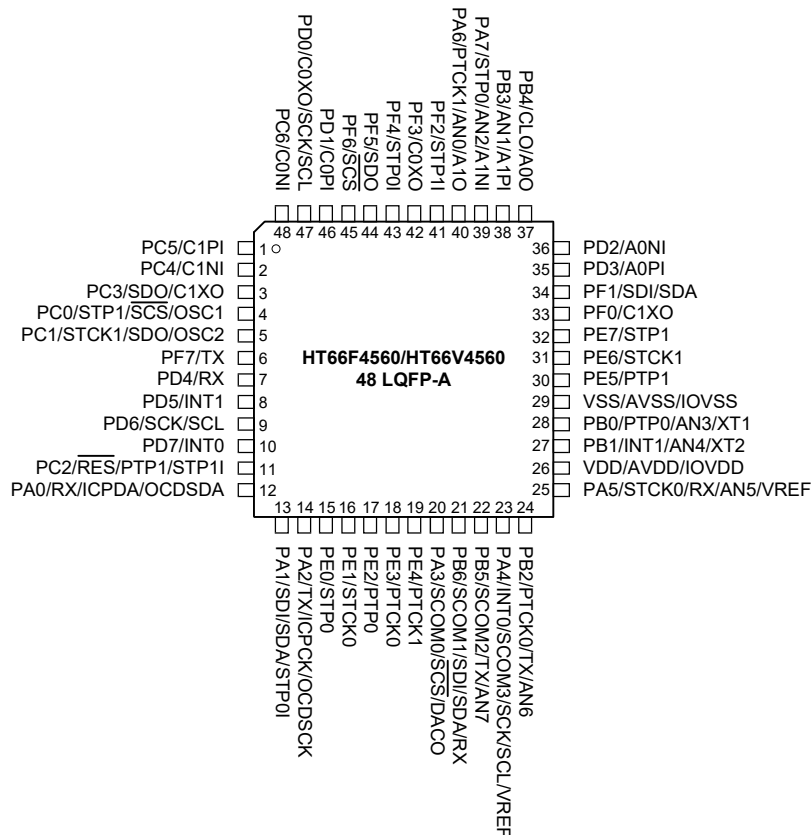 PC6/C0NI
PD0/C0XO/SCK/SCL
PD1/C0PI
PF6/SCS
PF5/SDO
PF4/STP0I
PF3/C0XO
PF2/STP1I
PA6/PTCK1/AN0/A1O
PA7/STP0/AN2/A1NI
PB3/AN1/A1PI
PB4/CLO/A0O
48 47 46 45 44 43 42 41 40 39 38 37
PC5/C1PI 1 36 PD2/A0NI
PC4/C1NI 2 35 PD3/A0PI
PC3/SDO/C1XO 3 34 PF1/SDI/SDA
PC0/STP1/SCS/OSC1 4 33 PF0/C1XO
PC1/STCK1/SDO/OSC2 5 32 PE7/STP1
PF7/TX 6 HT66F4560/HT66V4560 31 PE6/STCK1
PD4/RX 7 48 LQFP-A 30 PE5/PTP1
PD5/INT1 8 29 VSS/AVSS/IOVSS
PD6/SCK/SCL 9 28 PB0/PTP0/AN3/XT1
PD7/INT0 10 27 PB1/INT1/AN4/XT2
PC2/RES/PTP1/STP1I 11 26 VDD/AVDD/IOVDD
PA0/RX/ICPDA/OCDSDA 12 25 PA5/STCK0/RX/AN5/VREF
13 14 15 16 17 18 19 20 21 22 23 24
PA1/SDI/SDA/STP0I
PA2/TX/ICPCK/OCDSCK
PE0/STP0
PE1/STCK0
PE2/PTP0
PE3/PTCK0
PE4/PTCK1
PA3/SCOM0/SCS/DACO
PB6/SCOM1/SDI/SDA/RX
PB5/SCOM2/TX/AN7
PA4/INT0/SCOM3/SCK/SCL/VREFI
PB2/PTCK0/TX/AN6